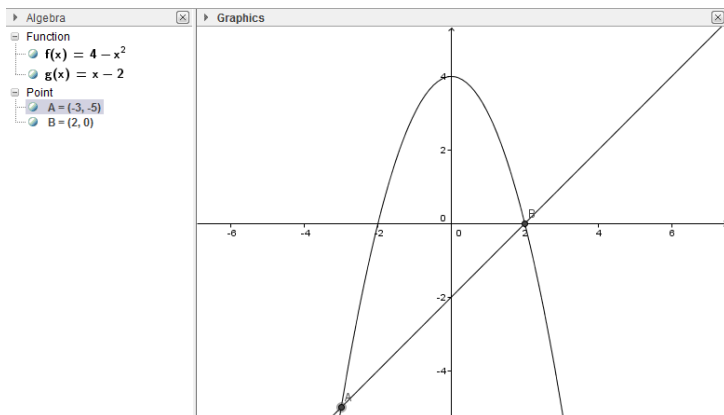 Algebra
Function
f(x) = 4 − x²
g(x) = x − 2
Point
A = (-3, -5)
B = (2, 0)
Graphics
4
2
0
-2
-4
-6
-4
-2
0
2
4
6
A
B